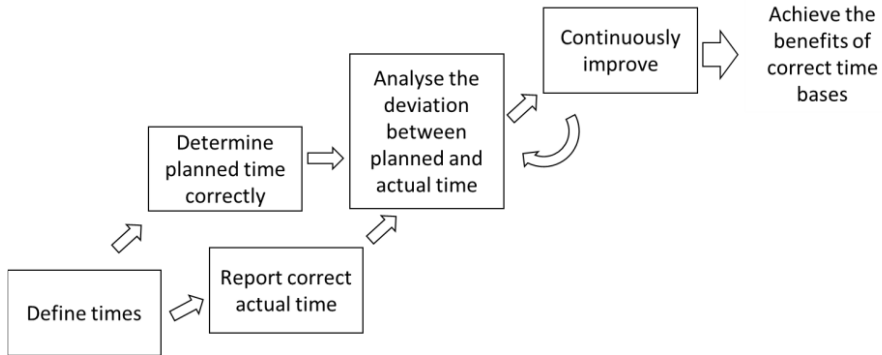 Define times
Determine
planned time
correctly
Report correct
actual time
Analyse the
deviation
between
planned and
actual time
Continuously
improve
Achieve the
benefits of
correct time
bases